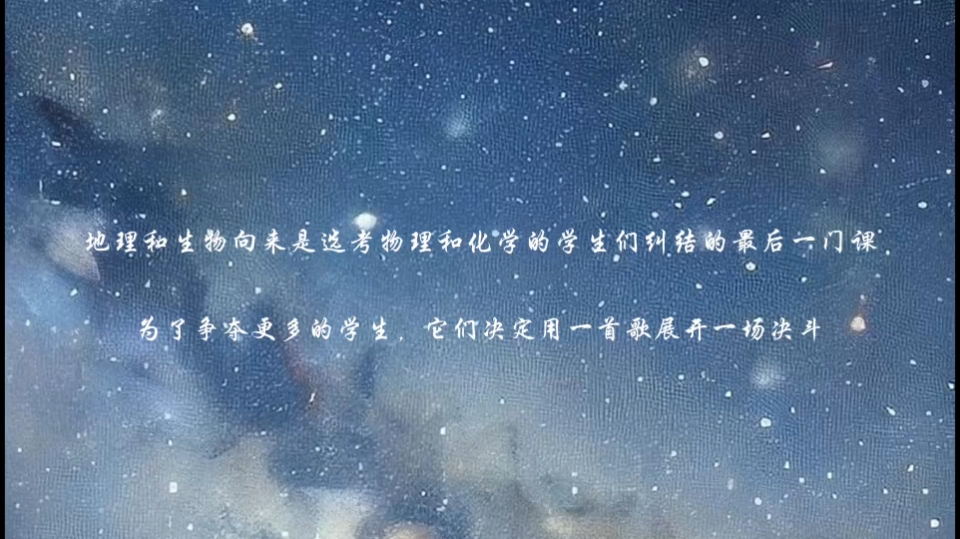 地理和生物向来是选考物理和化学的学生们纠结的最后一门课
为了争夺更多的学生，它们决定用一首歌展开一场决斗